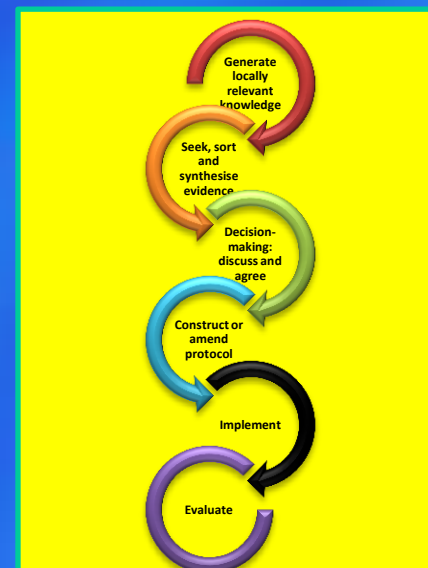 Generate
locally
relevant
knowledge
Seek, sort
and
synthesise
evidence
Decision-
making:
discuss and
agree
Construct or
amend
protocol
Implement
Evaluate